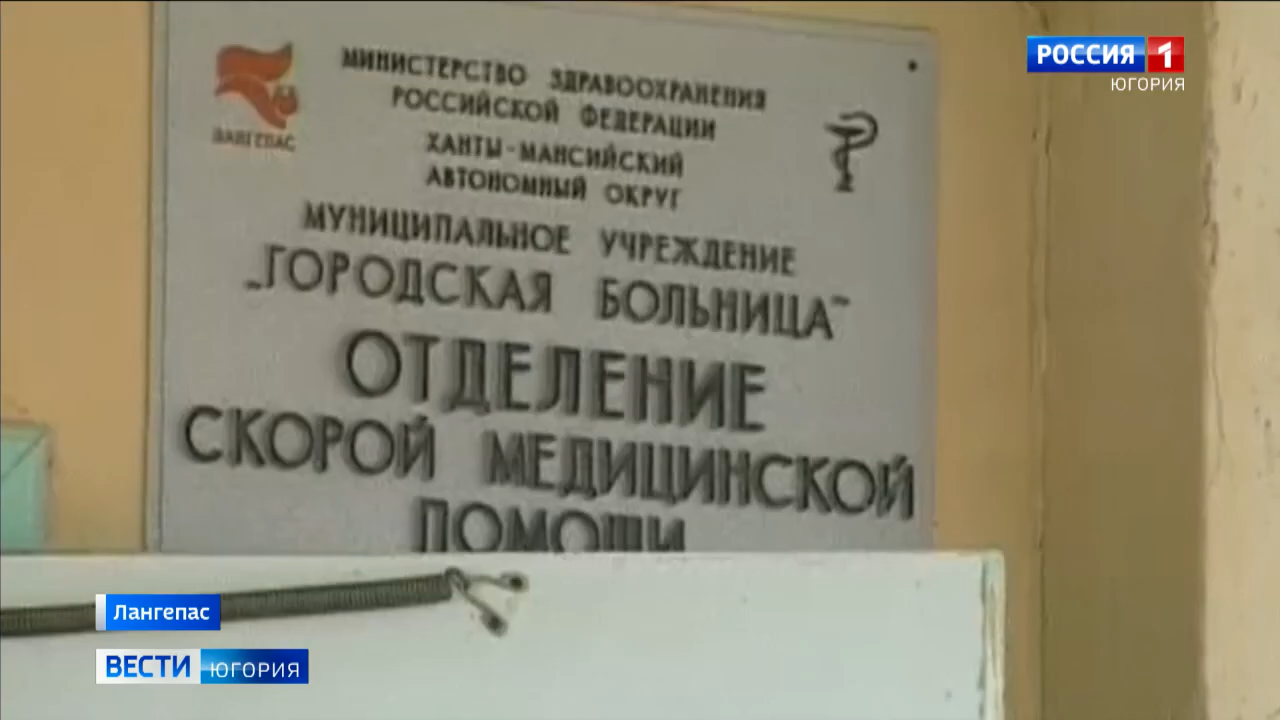 РОССИЯ 1
ЮГОРИЯ
ЛАНГЕПАС
МИНИСТЕРСТВО ЗДРАВООХРАНЕНИЯ
РОССИЙСКОЙ ФЕДЕРАЦИИ
ХАНТЫ-МАНСИЙСКИЙ
АВТОНОМНЫЙ ОКРУГ
МУНИЦИПАЛЬНОЕ УЧРЕЖДЕНИЕ
„ГОРОДСКАЯ БОЛЬНИЦА"
ОТДЕЛЕНИЕ
СКОРОЙ МЕДИЦИНСКОЙ
ПОМОЩИ
Лангепас
ВЕСТИ ЮГОРИЯ